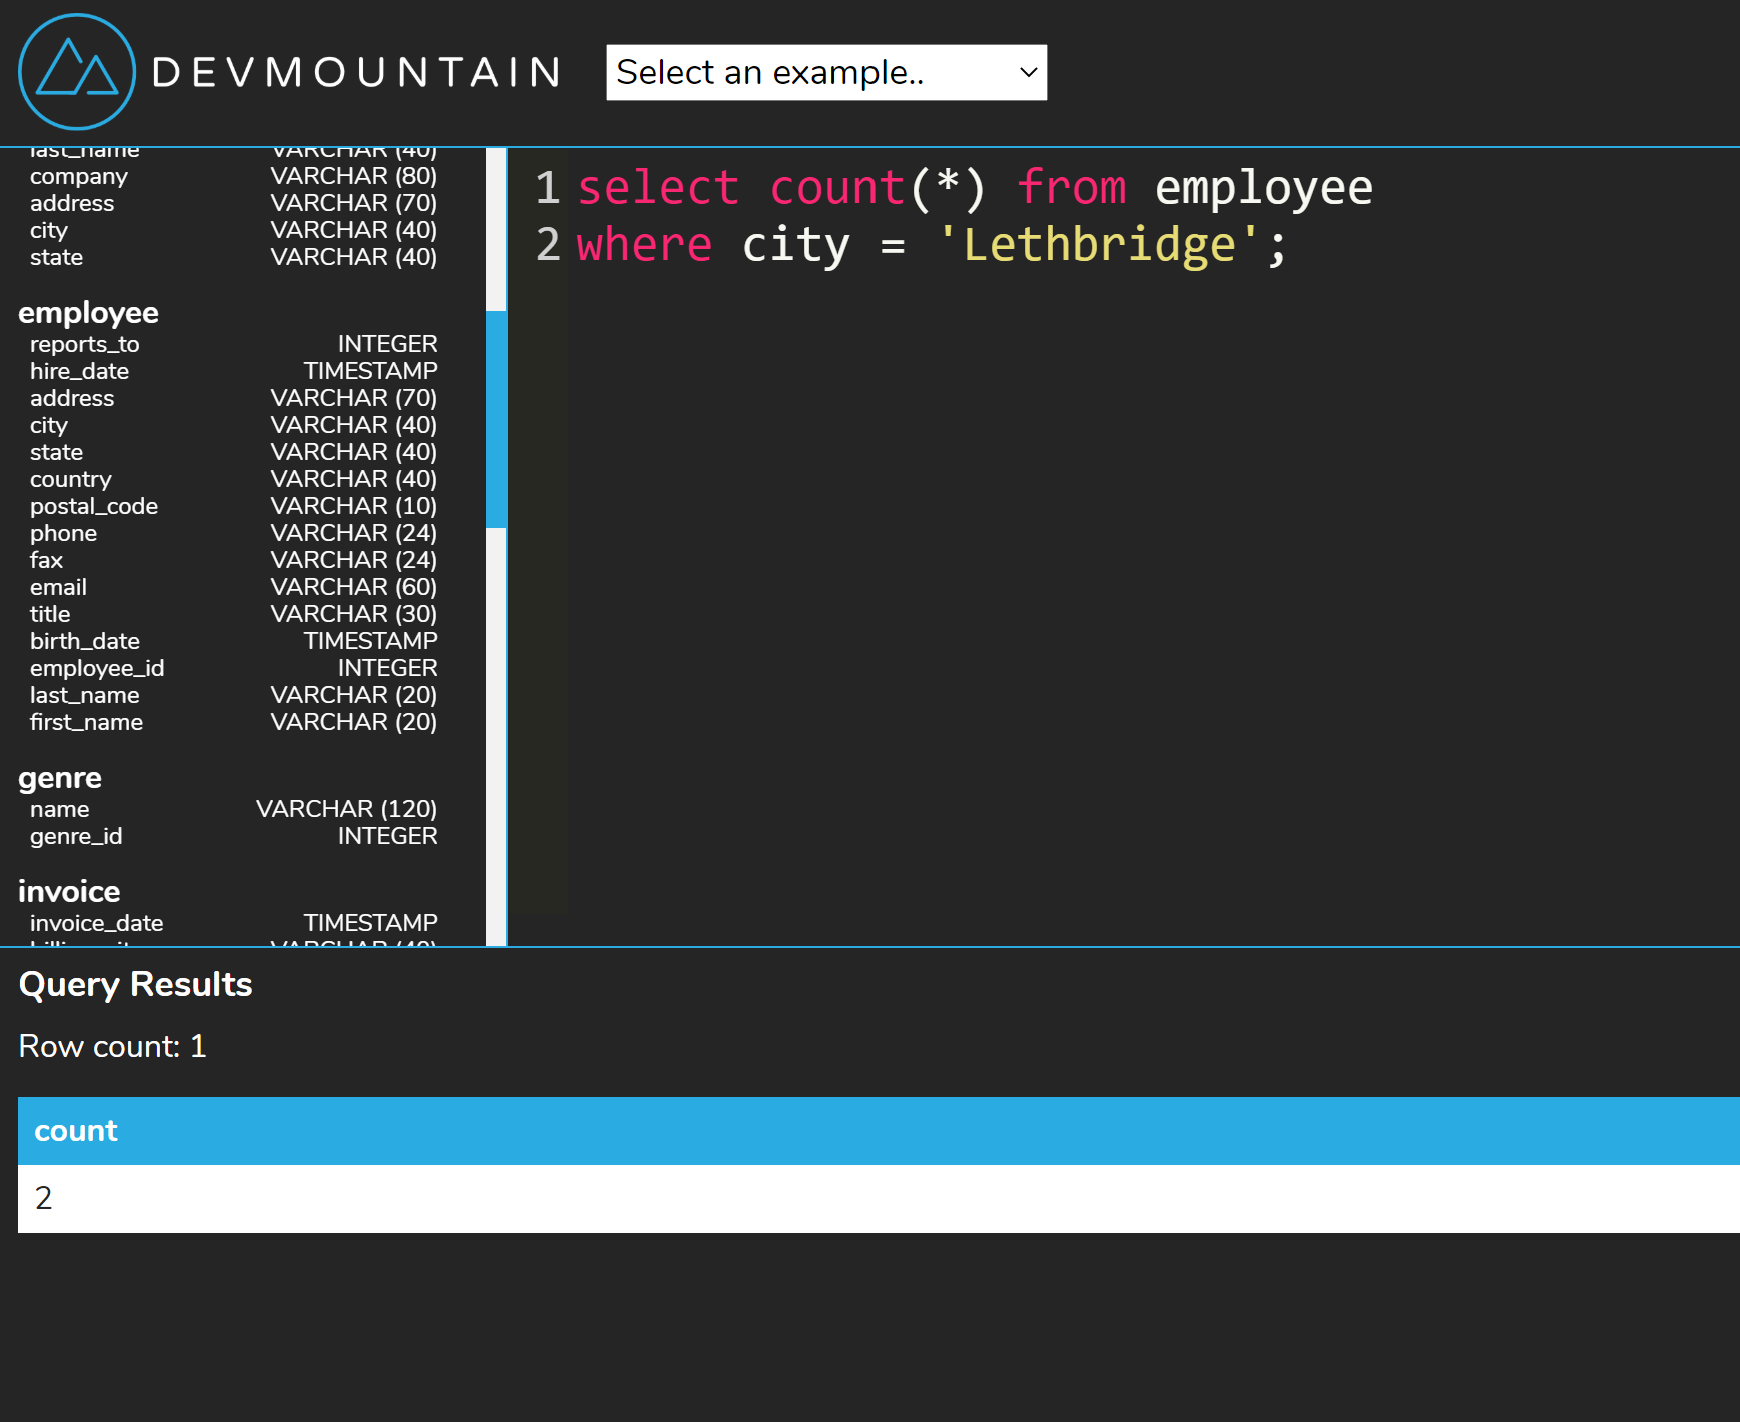 DEVMOUNTAIN
Select an example..
last_name VARCHAR (40)
company VARCHAR (80)
address VARCHAR (70)
city VARCHAR (40)
state VARCHAR (40)
employee
reports_to INTEGER
hire_date TIMESTAMP
address VARCHAR (70)
city VARCHAR (40)
state VARCHAR (40)
country VARCHAR (40)
postal_code VARCHAR (10)
phone VARCHAR (24)
fax VARCHAR (24)
email VARCHAR (60)
title VARCHAR (30)
birth_date TIMESTAMP
employee_id INTEGER
last_name VARCHAR (20)
first_name VARCHAR (20)
genre
name VARCHAR (120)
genre_id INTEGER
invoice
invoice_date TIMESTAMP
billing_city VARCHAR (40)
1 select count(*) from employee
2 where city = 'Lethbridge';
Query Results
Row count: 1
count
2